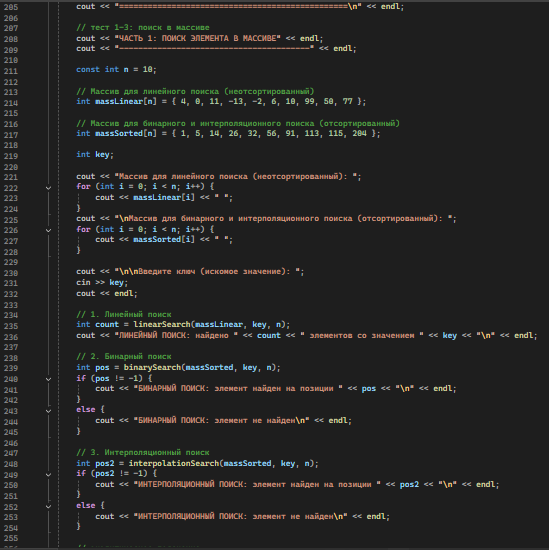 205 cout << "================================================\n" << endl;
206
207 // тест 1-3: поиск в массиве
208 cout << "ЧАСТЬ 1: ПОИСК ЭЛЕМЕНТА В МАССИВЕ" << endl;
209 cout << "----------------------------------------" << endl;
210
211 const int n = 10;
212
213 // Массив для линейного поиска (неотсортированный)
214 int massLinear[n] = { 4, 0, 11, -13, -2, 6, 10, 99, 50, 77 };
215
216 // Массив для бинарного и интерполяционного поиска (отсортированный)
217 int massSorted[n] = { 1, 5, 14, 26, 32, 56, 91, 113, 115, 204 };
218
219 int key;
220
221 cout << "Массив для линейного поиска (неотсортированный): ";
222 for (int i = 0; i < n; i++) {
223 cout << massLinear[i] << " ";
224 }
225 cout << "\nМассив для бинарного и интерполяционного поиска (отсортированный): ";
226 for (int i = 0; i < n; i++) {
227 cout << massSorted[i] << " ";
228 }
229
230 cout << "\n\nВведите ключ (искомое значение): ";
231 cin >> key;
232 cout << endl;
233
234 // 1. Линейный поиск
235 int count = linearSearch(massLinear, key, n);
236 cout << "ЛИНЕЙНЫЙ ПОИСК: найдено " << count << " элементов со значением " << key << "\n" << endl;
237
238 // 2. Бинарный поиск
239 int pos = binarySearch(massSorted, key, n);
240 if (pos != -1) {
241 cout << "БИНАРНЫЙ ПОИСК: элемент найден на позиции " << pos << "\n" << endl;
242 }
243 else {
244 cout << "БИНАРНЫЙ ПОИСК: элемент не найден\n" << endl;
245 }
246
247 // 3. Интерполяционный поиск
248 int pos2 = interpolationSearch(massSorted, key, n);
249 if (pos2 != -1) {
250 cout << "ИНТЕРПОЛЯЦИОННЫЙ ПОИСК: элемент найден на позиции " << pos2 << "\n" << endl;
251 }
252 else {
253 cout << "ИНТЕРПОЛЯЦИОННЫЙ ПОИСК: элемент не найден\n" << endl;
254 }
255